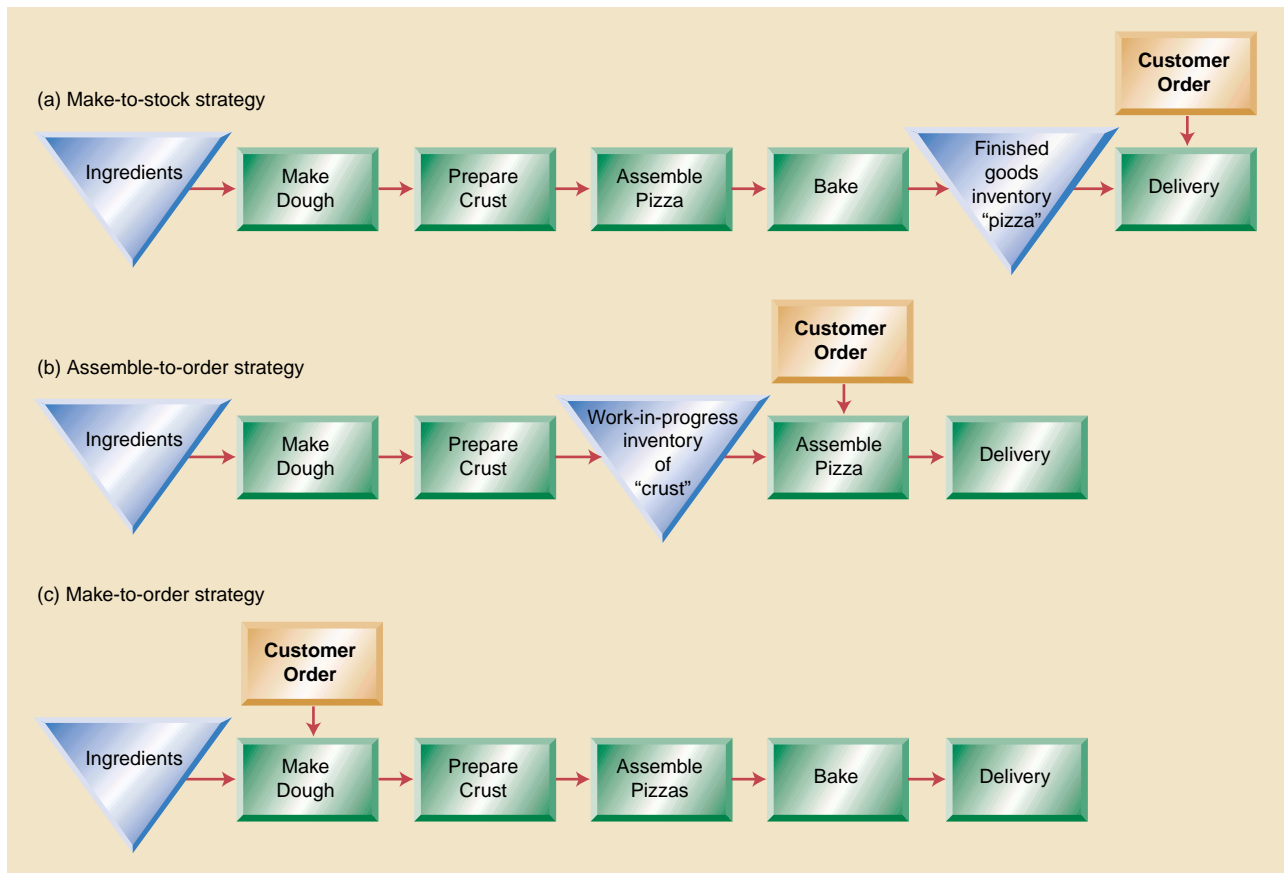 Customer
Order
(a) Make-to-stock strategy
Ingredients
Make
Dough
Prepare
Crust
Assemble
Pizza
Bake
Finished
goods
inventory
“pizza”
Delivery
Customer
Order
(b) Assemble-to-order strategy
Ingredients
Make
Dough
Prepare
Crust
Work-in-progress
inventory
of
“crust”
Assemble
Pizza
Delivery
(c) Make-to-order strategy
Customer
Order
Ingredients
Make
Dough
Prepare
Crust
Assemble
Pizzas
Bake
Delivery